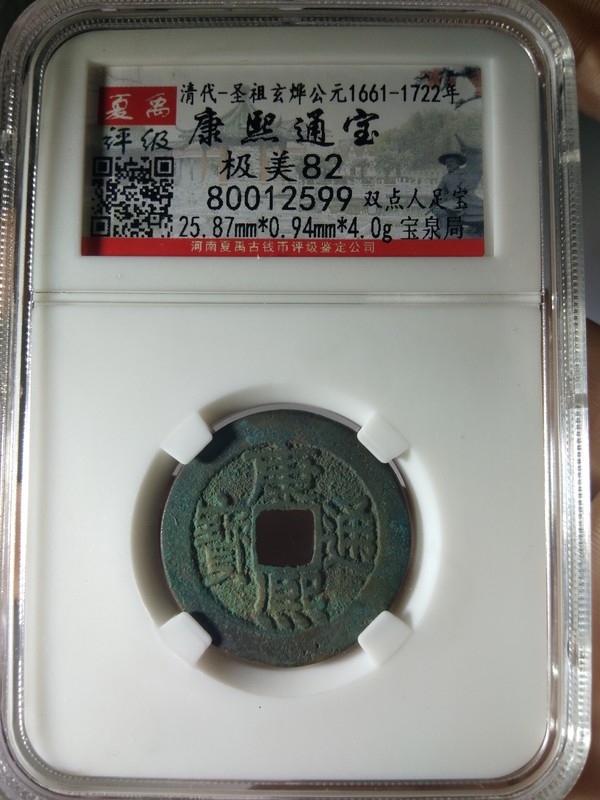 夏禹
评级
清代-圣祖玄烨公元1661-1722年
康熙通宝
极美82
80012599 双点人足宝
25.87mm*0.94mm*4.0g 宝泉局
河南夏禹古钱币评级鉴定公司
康熙通寶